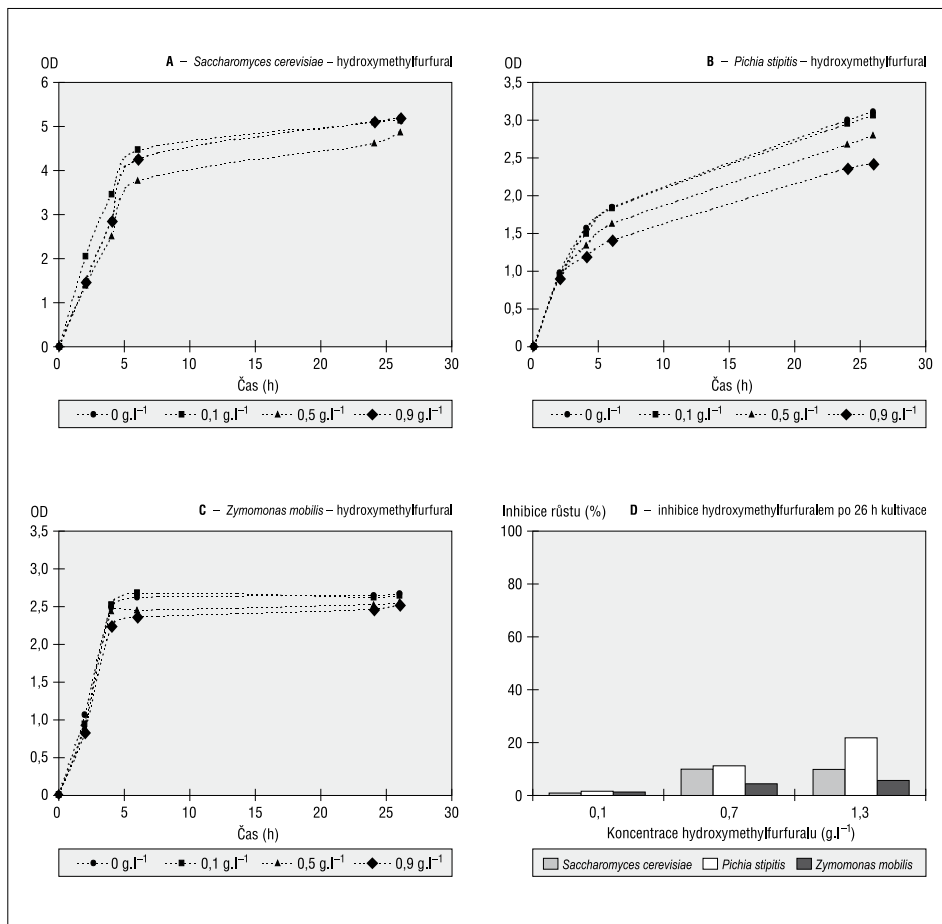 OD
A – Saccharomyces cerevisiae – hydroxymethylfurfural
6
5
4
3
2
1
0
0 5 10 15 20 25 30
Čas (h)
0 g.l⁻¹ 0,1 g.l⁻¹ 0,5 g.l⁻¹ 0,9 g.l⁻¹
OD
B – Pichia stipitis – hydroxymethylfurfural
3,5
3,0
2,5
2,0
1,5
1,0
0,5
0
0 5 10 15 20 25 30
Čas (h)
0 g.l⁻¹ 0,1 g.l⁻¹ 0,5 g.l⁻¹ 0,9 g.l⁻¹
OD
C – Zymomonas mobilis – hydroxymethylfurfural
3,5
3,0
2,5
2,0
1,5
1,0
0,5
0
0 5 10 15 20 25 30
Čas (h)
0 g.l⁻¹ 0,1 g.l⁻¹ 0,5 g.l⁻¹ 0,9 g.l⁻¹
Inhibice růstu (%)
D – inhibice hydroxymethylfurfuralem po 26 h kultivace
100
80
60
40
20
0
0,1 0,7 1,3
Koncentrace hydroxymethylfurfuralu (g.l⁻¹)
Saccharomyces cerevisiae Pichia stipitis Zymomonas mobilis